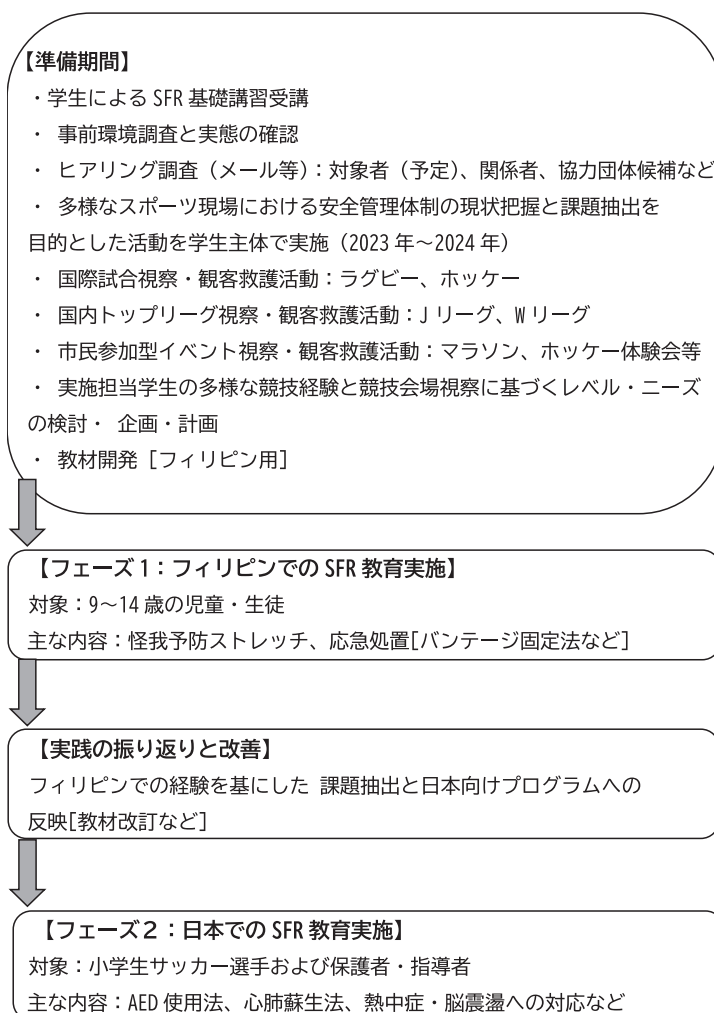 【準備期間】
・学生による SFR 基礎講習受講
・ 事前環境調査と実態の確認
・ ヒアリング調査（メール等）：対象者（予定）、関係者、協力団体候補など
・ 多様なスポーツ現場における安全管理体制の現状把握と課題抽出を
目的とした活動を学生主体で実施（2023 年～2024 年）
・ 国際試合視察・観客救護活動：ラグビー、ホッケー
・ 国内トップリーグ視察・観客救護活動：J リーグ、W リーグ
・ 市民参加型イベント視察・観客救護活動：マラソン、ホッケー体験会等
・ 実施担当学生の多様な競技経験と競技会場視察に基づくレベル・ニーズ
の検討・ 企画・計画
・ 教材開発［フィリピン用］
【フェーズ 1：フィリピンでの SFR 教育実施】
対象：9～14 歳の児童・生徒
主な内容：怪我予防ストレッチ、応急処置[バンテージ固定法など]
【実践の振り返りと改善】
フィリピンでの経験を基にした 課題抽出と日本向けプログラムへの
反映[教材改訂など]
【フェーズ２：日本での SFR 教育実施】
対象：小学生サッカー選手および保護者・指導者
主な内容：AED 使用法、心肺蘇生法、熱中症・脳震盪への対応など